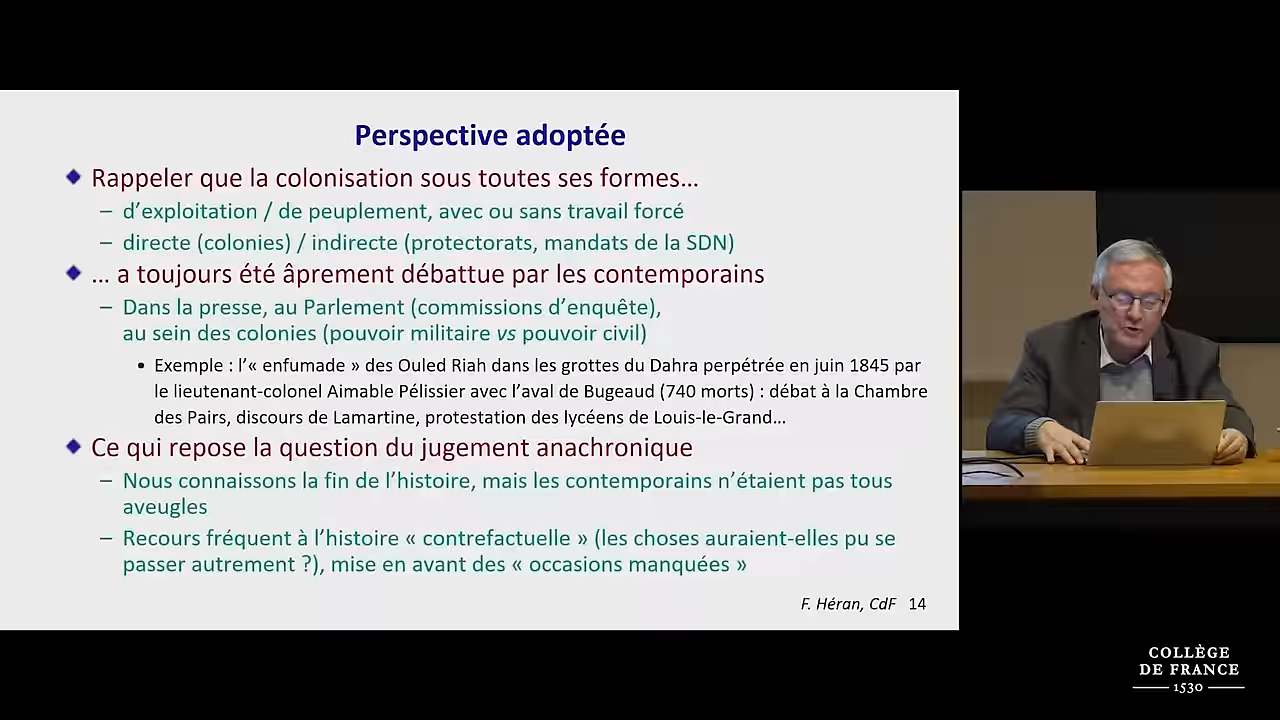 Perspective adoptée
Rappeler que la colonisation sous toutes ses formes…
– d’exploitation / de peuplement, avec ou sans travail forcé
– directe (colonies) / indirecte (protectorats, mandats de la SDN)
… a toujours été âprement débattue par les contemporains
– Dans la presse, au Parlement (commissions d’enquête),
au sein des colonies (pouvoir militaire vs pouvoir civil)
• Exemple : l’« enfumade » des Ouled Riah dans les grottes du Dahra perpétrée en juin 1845 par
le lieutenant-colonel Aimable Pélissier avec l’aval de Bugeaud (740 morts) : débat à la Chambre
des Pairs, discours de Lamartine, protestation des lycéens de Louis-le-Grand…
Ce qui repose la question du jugement anachronique
– Nous connaissons la fin de l’histoire, mais les contemporains n’étaient pas tous
aveugles
– Recours fréquent à l’histoire « contrefactuelle » (les choses auraient-elles pu se
passer autrement ?), mise en avant des « occasions manquées »
F. Héran, CdF 14
COLLÈGE
DE FRANCE
1530